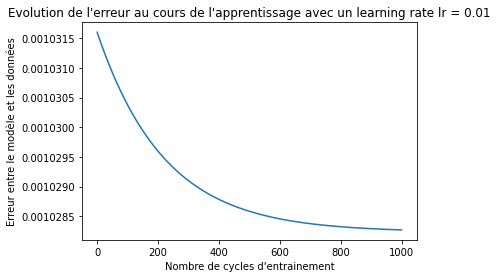 Evolution de l'erreur au cours de l'apprentissage avec un learning rate lr = 0.01
Erreur entre le modèle et les données
0.0010315
0.0010310
0.0010305
0.0010300
0.0010295
0.0010290
0.0010285
0 200 400 600 800 1000
Nombre de cycles d'entrainement